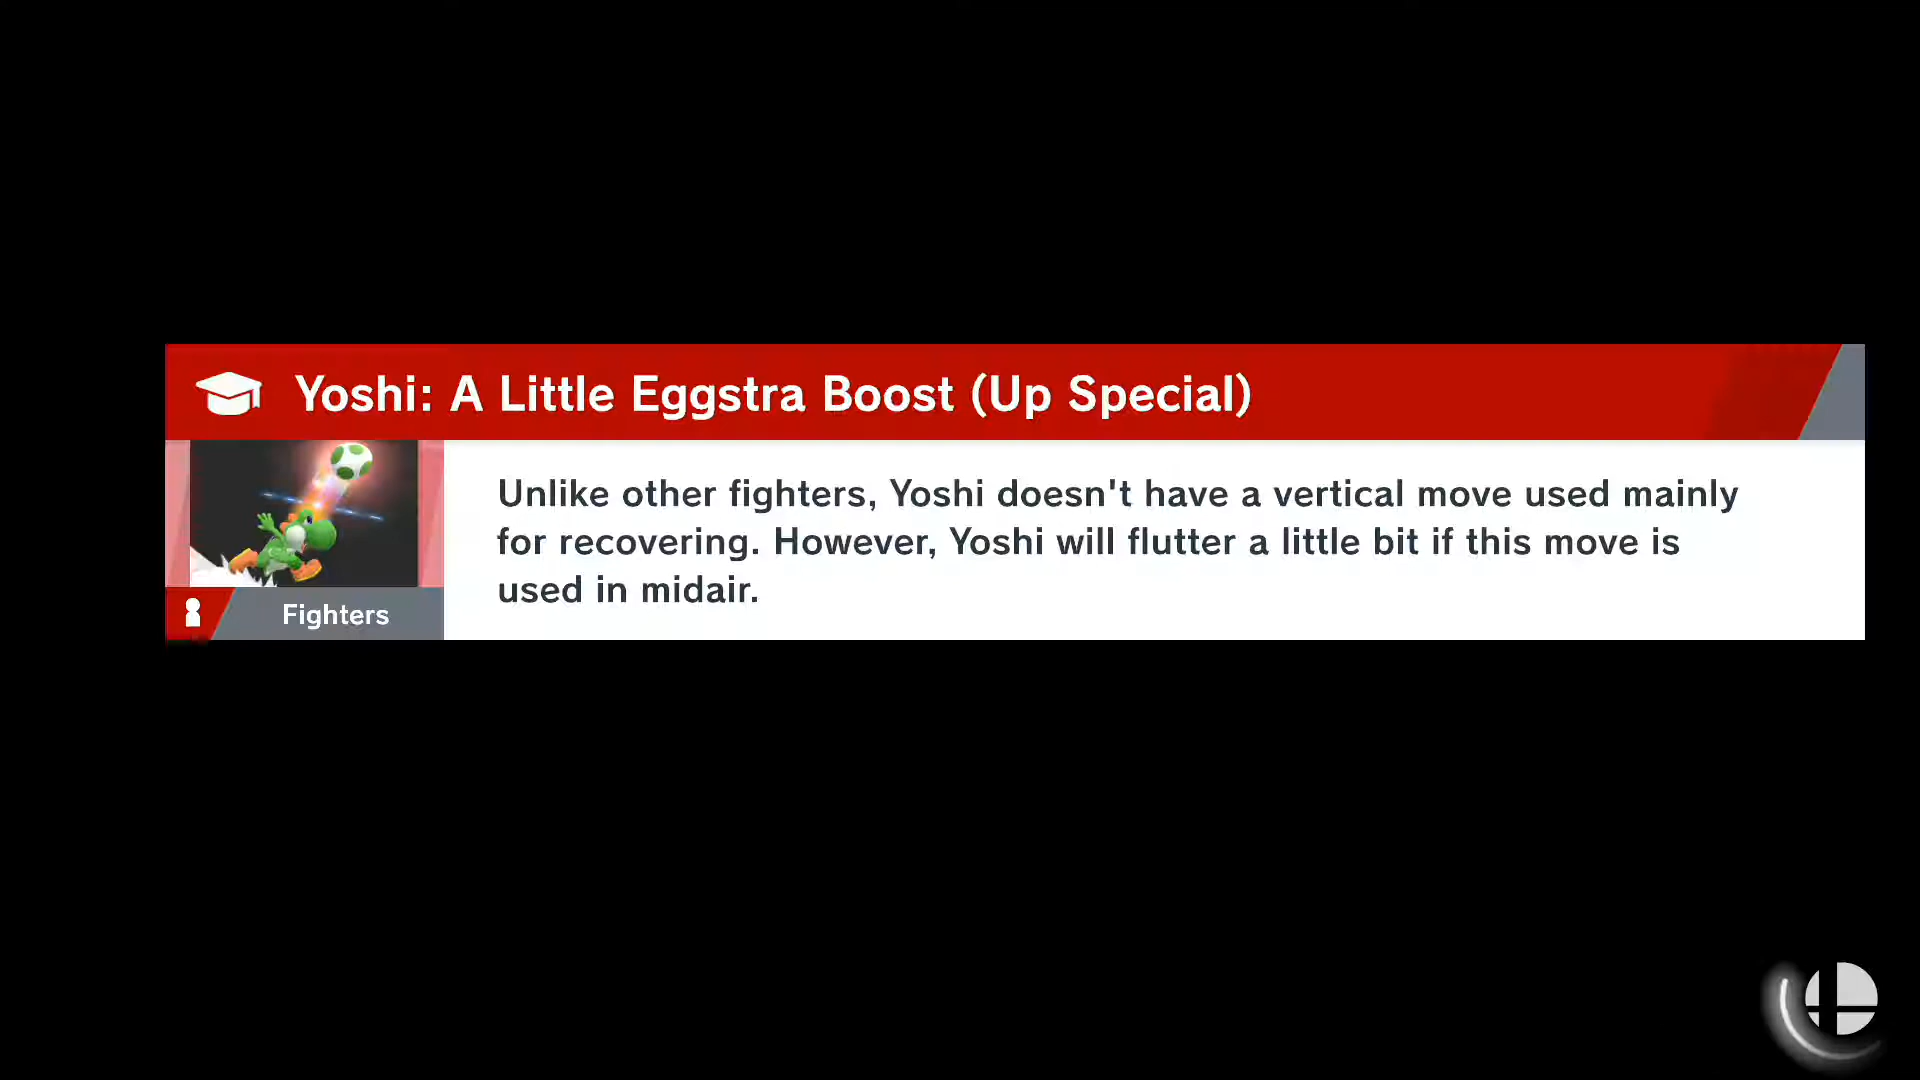 Yoshi: A Little Eggstra Boost (Up Special)
Unlike other fighters, Yoshi doesn't have a vertical move used mainly
for recovering. However, Yoshi will flutter a little bit if this move is
used in midair.
Fighters